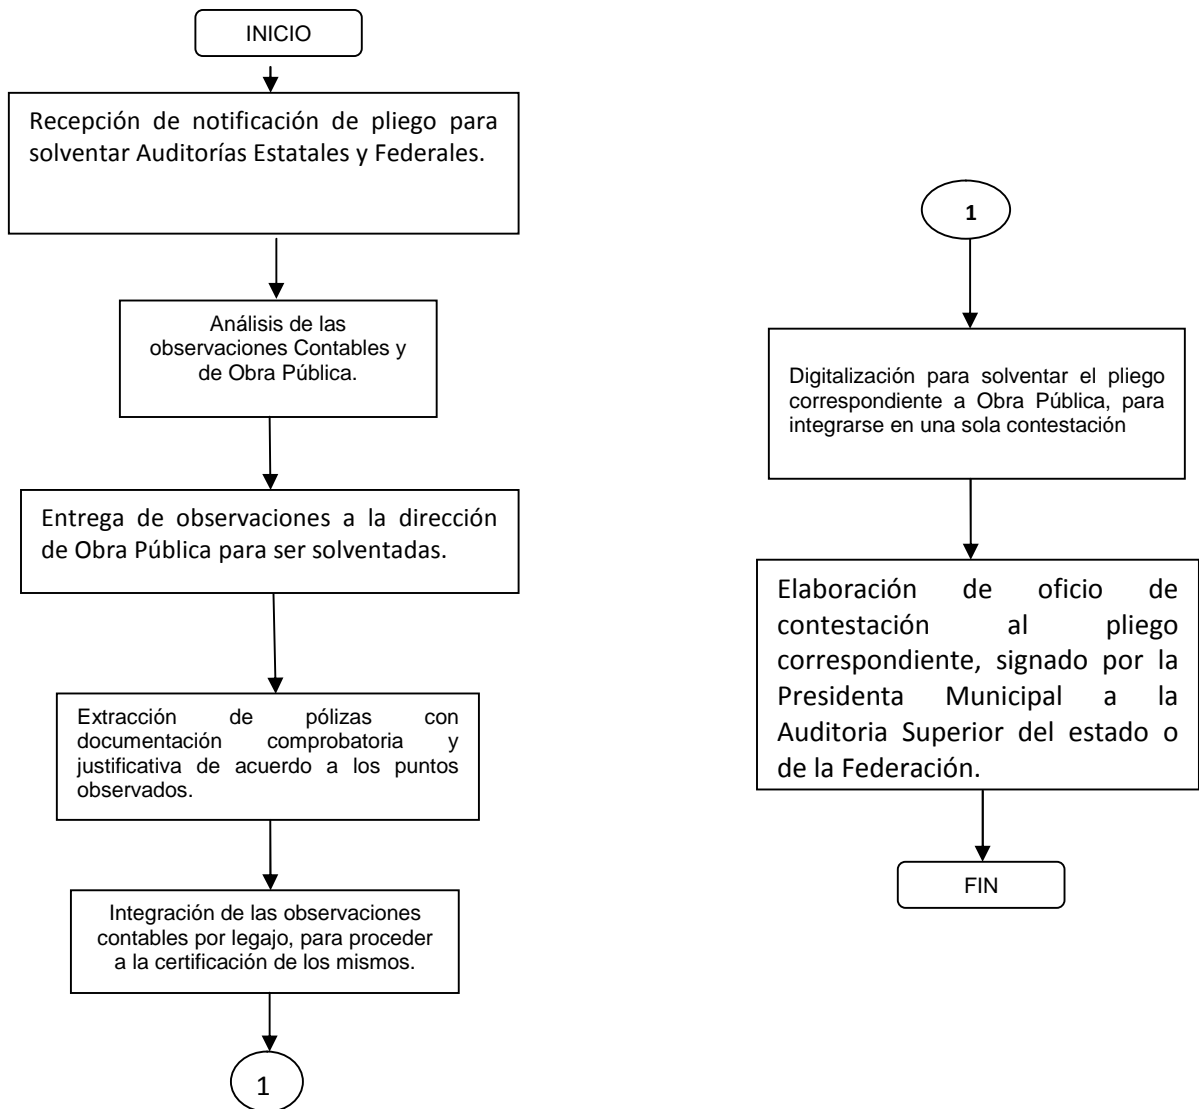 INICIO
Recepción de notificación de pliego para
solventar Auditorías Estatales y Federales.
Análisis de las
observaciones Contables y
de Obra Pública.
Entrega de observaciones a la dirección
de Obra Pública para ser solventadas.
Extracción de pólizas con
documentación comprobatoria y
justificativa de acuerdo a los puntos
observados.
Integración de las observaciones
contables por legajo, para proceder
a la certificación de los mismos.
1
1
Digitalización para solventar el pliego
correspondiente a Obra Pública, para
integrarse en una sola contestación
Elaboración de oficio de
contestación al pliego
correspondiente, signado por la
Presidenta Municipal a la
Auditoria Superior del estado o
de la Federación.
FIN